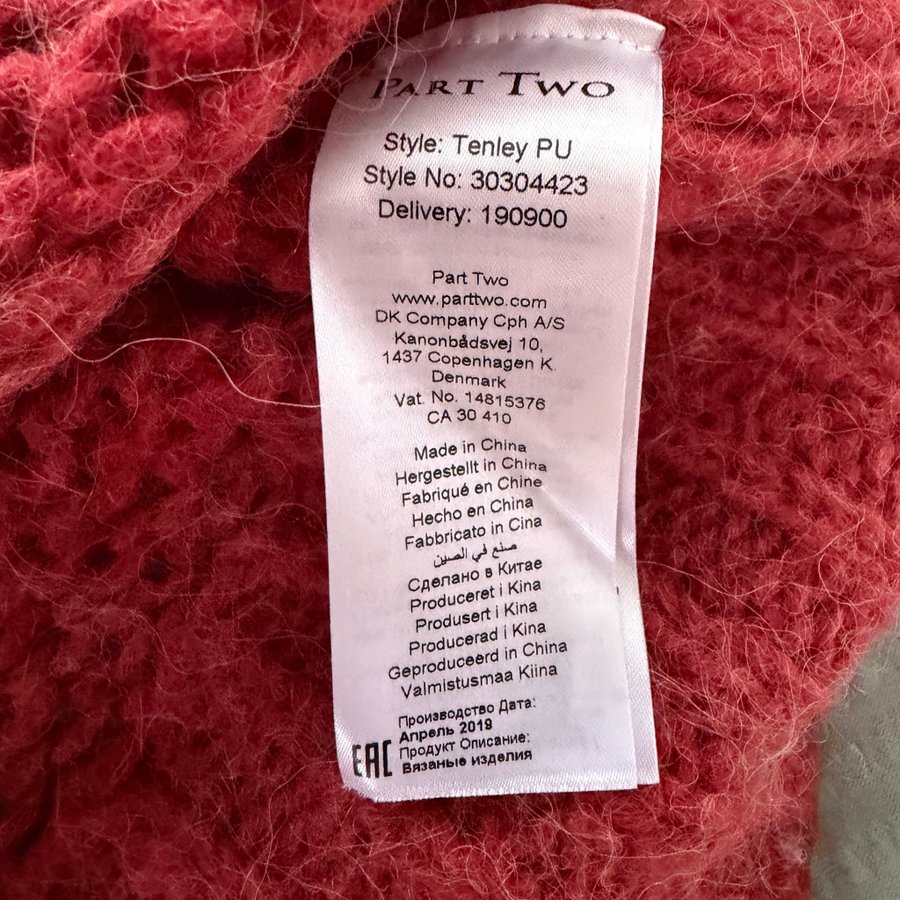 PART TWO
Style: Tenley PU
Style No: 30304423
Delivery: 190900
Part Two
www.parttwo.com
DK Company Cph A/S
Kanonbådsvej 10,
1437 Copenhagen K.
Denmark
Vat. No. 14815376
CA 30 410
Made in China
Hergestellt in China
Fabriqué en Chine
Hecho en China
Fabbricato in Cina
صنع في الصين
Сделано в Китае
Produceret i Kina
Produsert i Kina
Producerad i Kina
Geproduceerd in China
Valmistusmaa Kiina
Производство Дата:
Апрель 2019
Продукт Описание:
Вязаные изделия
EAC